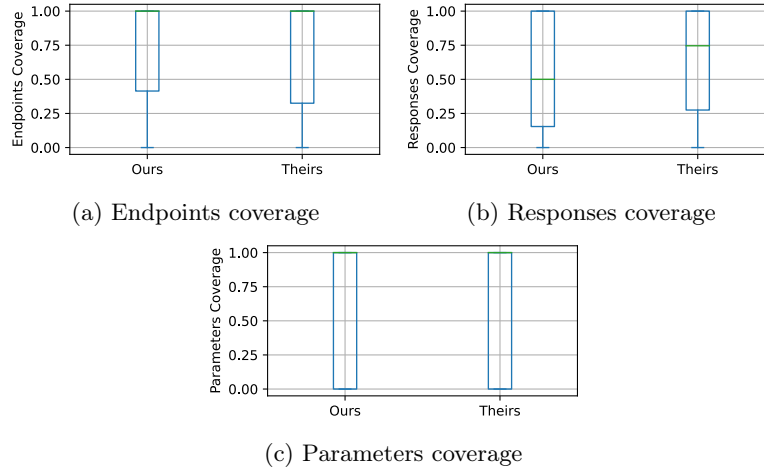 1.00
0.75
0.50
0.25
0.00
Endpoints Coverage
Ours Theirs
(a) Endpoints coverage
1.00
0.75
0.50
0.25
0.00
Responses Coverage
Ours Theirs
(b) Responses coverage
1.00
0.75
0.50
0.25
0.00
Parameters Coverage
Ours Theirs
(c) Parameters coverage